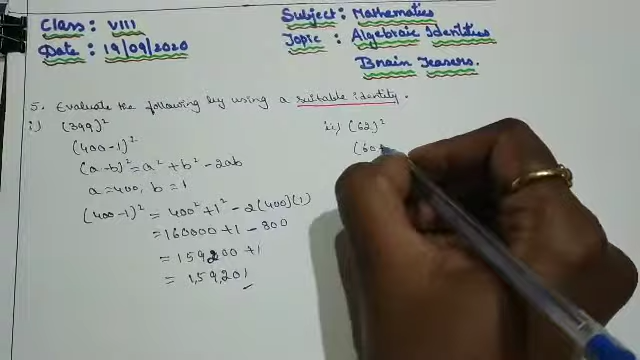 Class: VIII
Date: 19/09/2020
Subject: Mathematics
Topic: Algebraic Identities
Brain Teasers.
5. Evaluate the following by using a suitable identity.
i) (399)²
(400-1)²
(a-b)² = a² + b² - 2ab
a = 400, b = 1
(400-1)² = 400² + 1² - 2(400)(1)
= 160000 + 1 - 800
= 159200 + 1
= 1,59,201
ii) (62)²
(60+